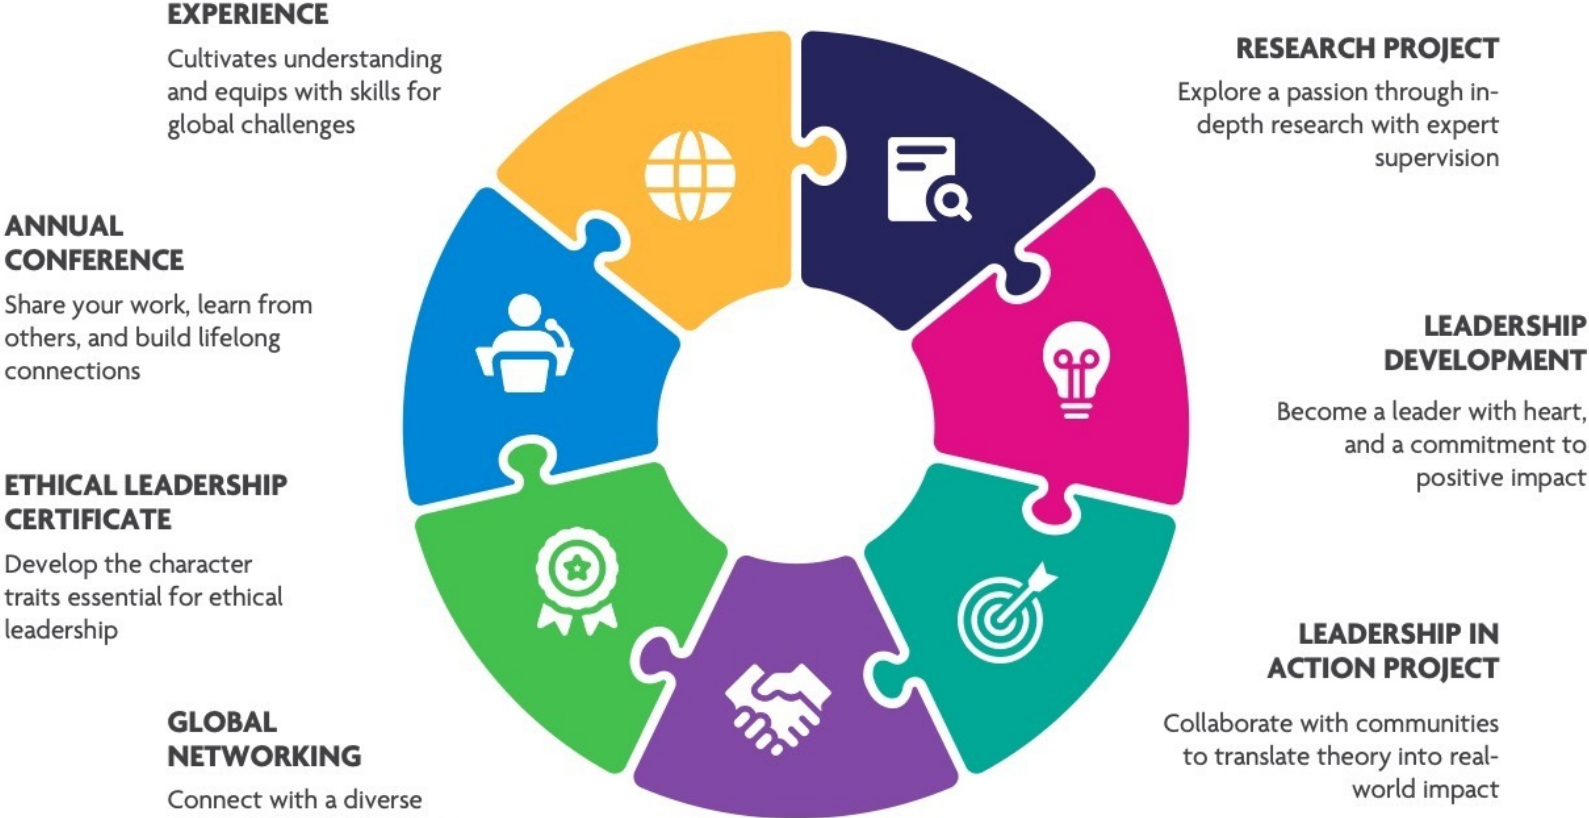 EXPERIENCE
Cultivates understanding
and equips with skills for
global challenges
RESEARCH PROJECT
Explore a passion through in-
depth research with expert
supervision
ANNUAL
CONFERENCE
Share your work, learn from
others, and build lifelong
connections
LEADERSHIP
DEVELOPMENT
Become a leader with heart,
and a commitment to
positive impact
ETHICAL LEADERSHIP
CERTIFICATE
Develop the character
traits essential for ethical
leadership
LEADERSHIP IN
ACTION PROJECT
Collaborate with communities
to translate theory into real-
world impact
GLOBAL
NETWORKING
Connect with a diverse